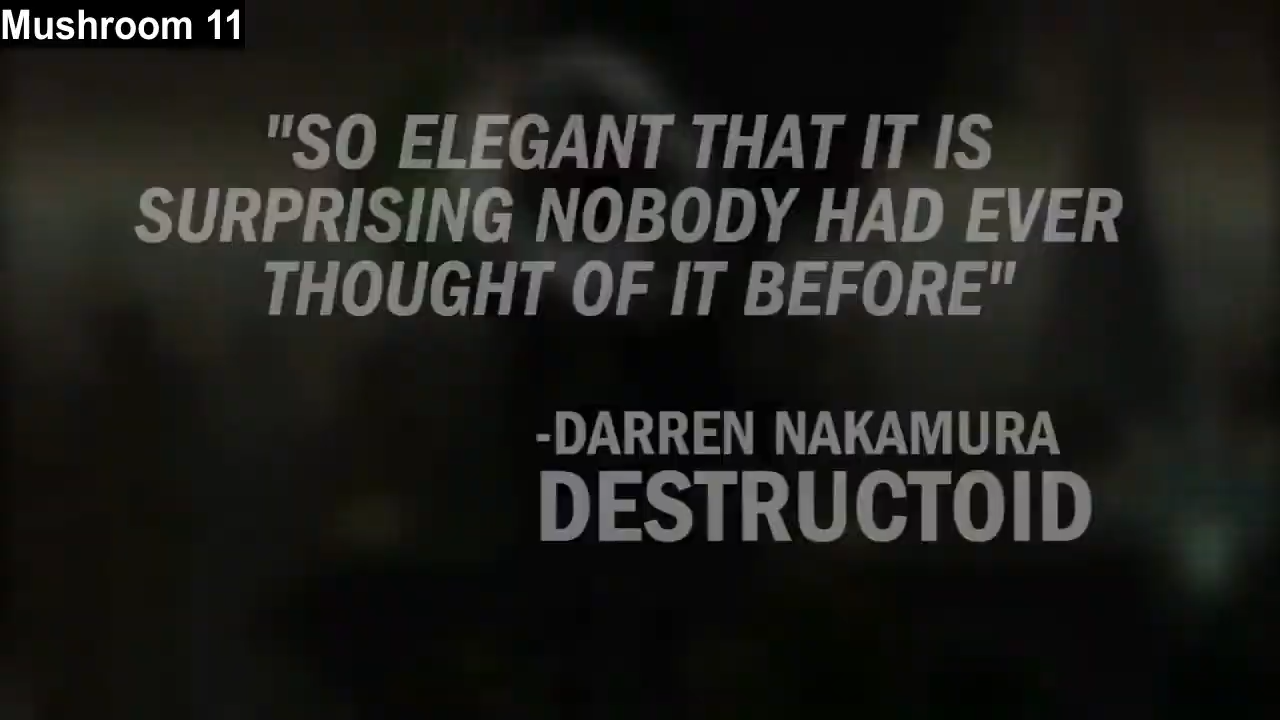 Mushroom 11
"SO ELEGANT THAT IT IS
SURPRISING NOBODY HAD EVER
THOUGHT OF IT BEFORE"
-DARREN NAKAMURA
DESTRUCTOID